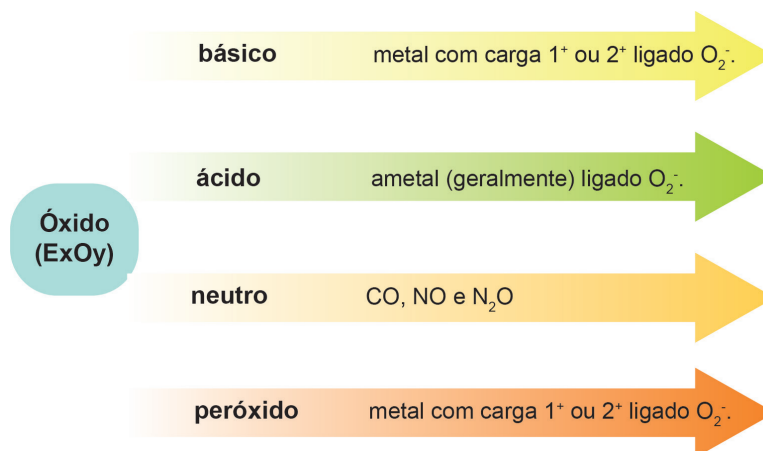 básico metal com carga 1⁺ ou 2⁺ ligado O₂⁻.
ácido ametal (geralmente) ligado O₂⁻.
Óxido
(ExOy)
neutro CO, NO e N₂O
peróxido metal com carga 1⁺ ou 2⁺ ligado O₂⁻.